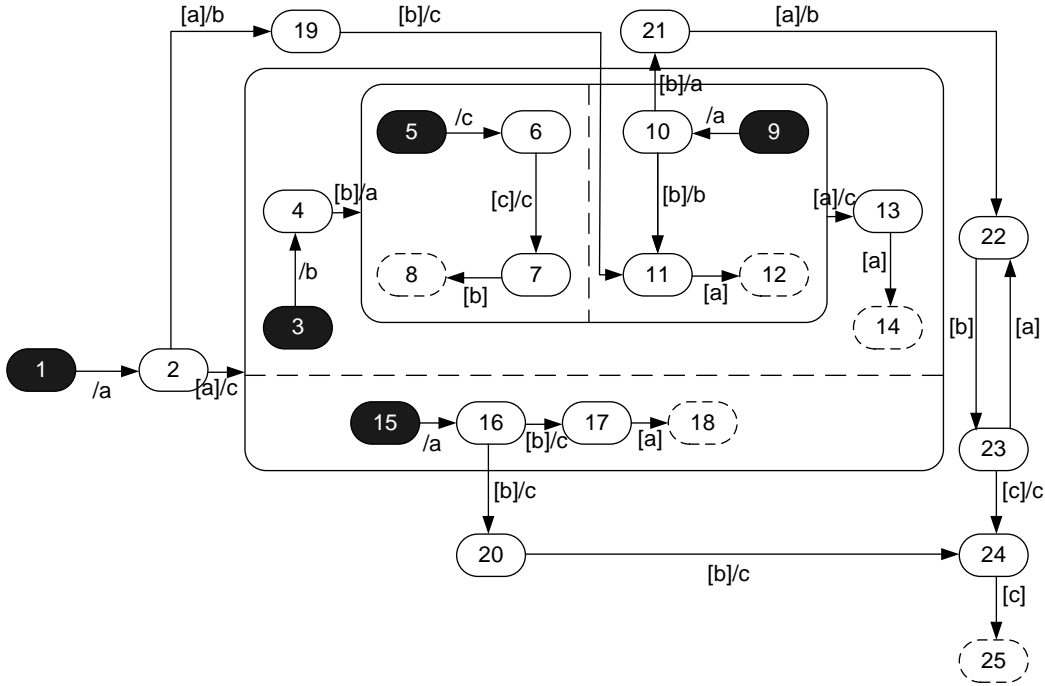 [a]/b
[b]/c
[a]/b
19
21
[b]/a
5
/c
6
10
/a
9
[b]/a
[c]/c
[b]/b
[a]/c
4
13
22
/b
[a]
8
[b]
7
11
[a]
12
3
14
[b]
[a]
1
/a
2
[a]/c
15
/a
16
[b]/c
17
[a]
18
23
[b]/c
[c]/c
20
[b]/c
24
[c]
25